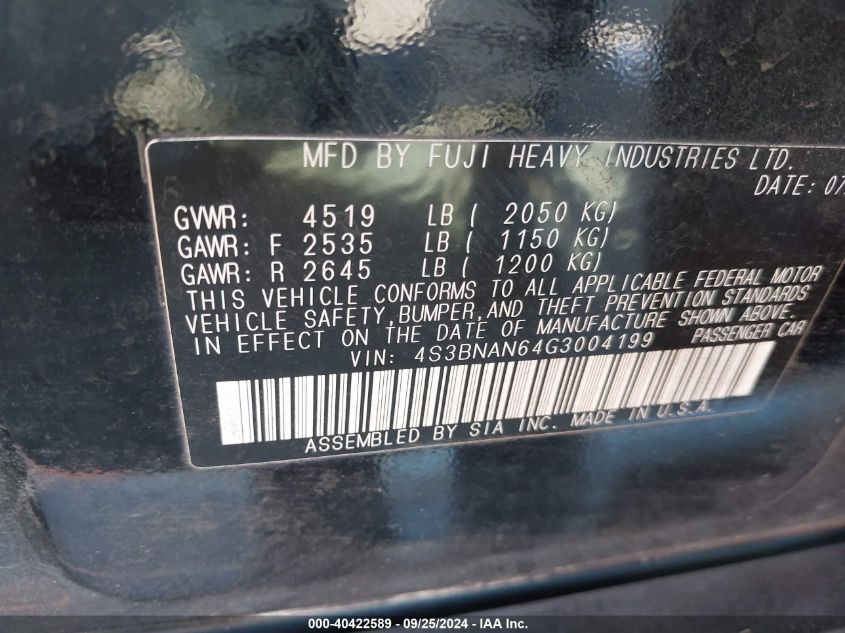 MFD BY FUJI HEAVY INDUSTRIES LTD.
DATE: 07
GVWR: 4519 LB ( 2050 KG)
GAWR: F 2535 LB ( 1150 KG)
GAWR: R 2645 LB ( 1200 KG)
THIS VEHICLE CONFORMS TO ALL APPLICABLE FEDERAL MOTOR
VEHICLE SAFETY, BUMPER, AND THEFT PREVENTION STANDARDS
IN EFFECT ON THE DATE OF MANUFACTURE SHOWN ABOVE.
VIN: 4S3BNAN64G3004199 PASSENGER CAR
ASSEMBLED BY SIA INC. MADE IN U.S.A.
000-40422589 - 09/25/2024 - IAA Inc.